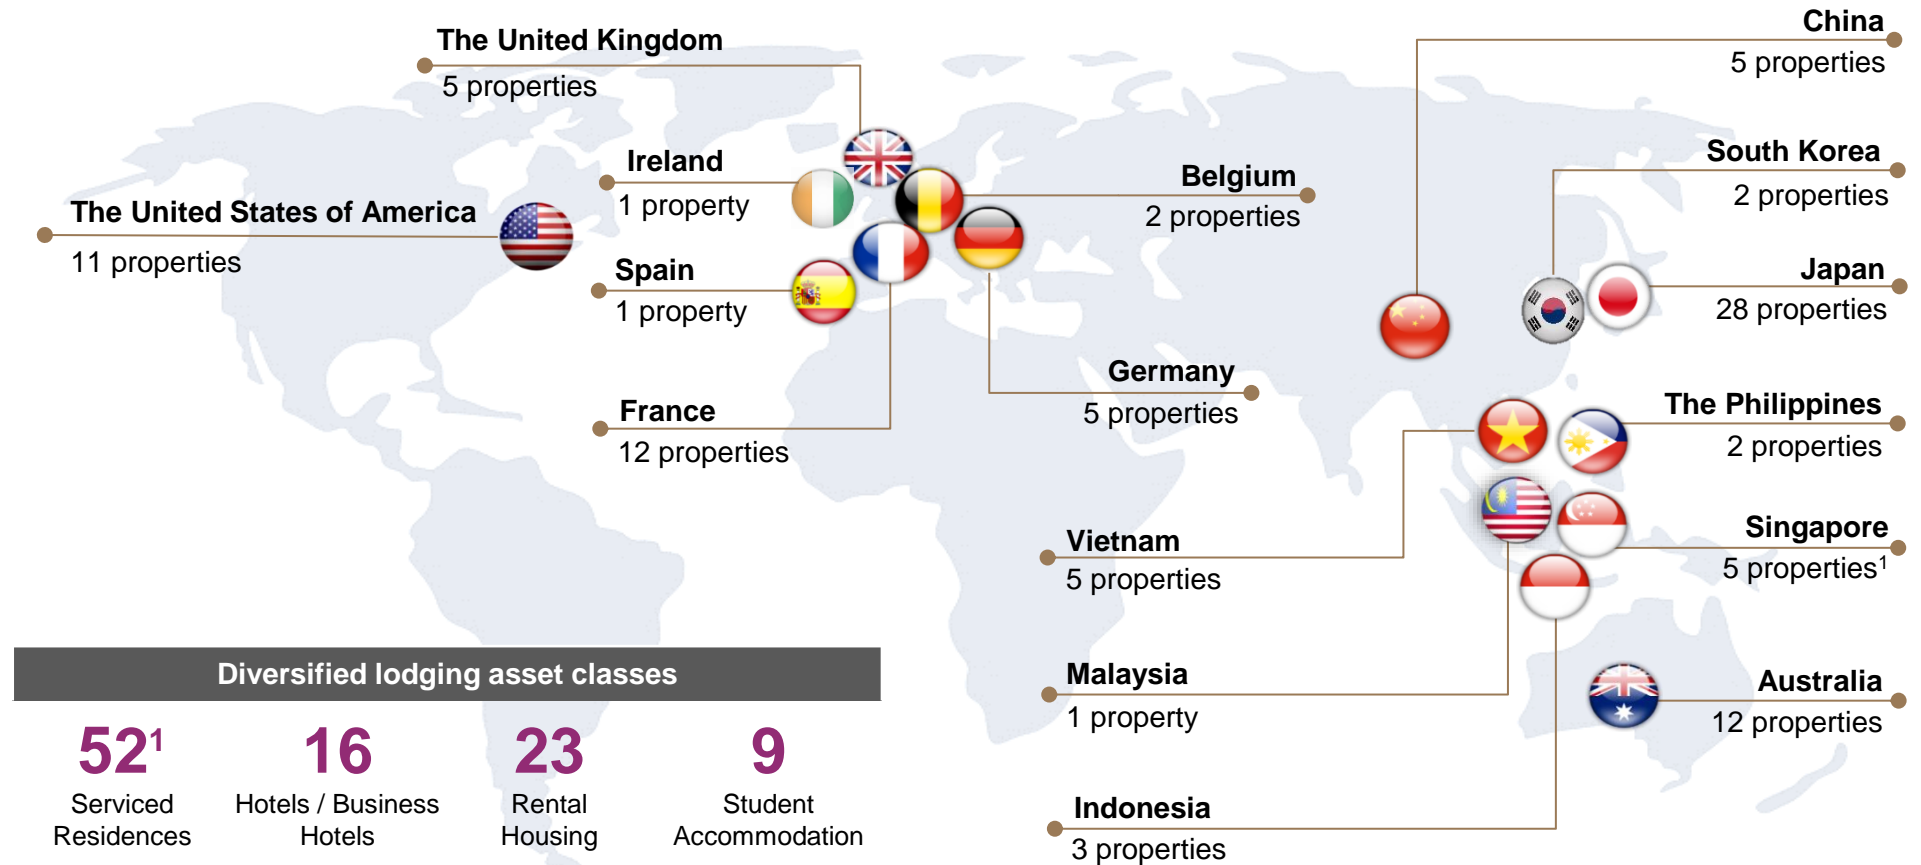 The United Kingdom
5 properties
Ireland
1 property
The United States of America
11 properties
Spain
1 property
France
12 properties
Belgium
2 properties
Germany
5 properties
China
5 properties
South Korea
2 properties
Japan
28 properties
The Philippines
2 properties
Vietnam
5 properties
Singapore
5 properties¹
Malaysia
1 property
Australia
12 properties
Indonesia
3 properties
Diversified lodging asset classes
52¹
Serviced
Residences
16
Hotels / Business
Hotels
23
Rental
Housing
9
Student
Accommodation